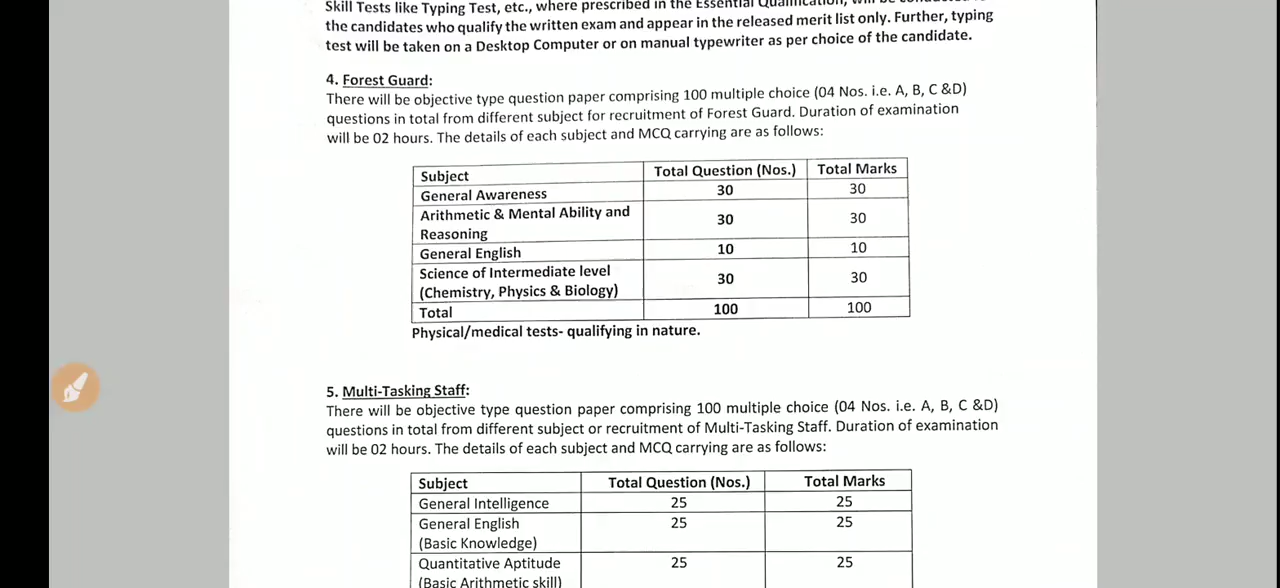 Skill Tests like Typing Test, etc., where prescribed in the Essential Qualification, will be conducted
the candidates who qualify the written exam and appear in the released merit list only. Further, typing
test will be taken on a Desktop Computer or on manual typewriter as per choice of the candidate.
4. Forest Guard:
There will be objective type question paper comprising 100 multiple choice (04 Nos. i.e. A, B, C &D)
questions in total from different subject for recruitment of Forest Guard. Duration of examination
will be 02 hours. The details of each subject and MCQ carrying are as follows:
Subject Total Question (Nos.) Total Marks
General Awareness 30 30
Arithmetic & Mental Ability and
Reasoning 30 30
General English 10 10
Science of Intermediate level
(Chemistry, Physics & Biology) 30 30
Total 100 100
Physical/medical tests- qualifying in nature.
5. Multi-Tasking Staff:
There will be objective type question paper comprising 100 multiple choice (04 Nos. i.e. A, B, C &D)
questions in total from different subject or recruitment of Multi-Tasking Staff. Duration of examination
will be 02 hours. The details of each subject and MCQ carrying are as follows:
Subject Total Question (Nos.) Total Marks
General Intelligence 25 25
General English 25 25
(Basic Knowledge)
Quantitative Aptitude 25 25
(Basic Arithmetic skill)